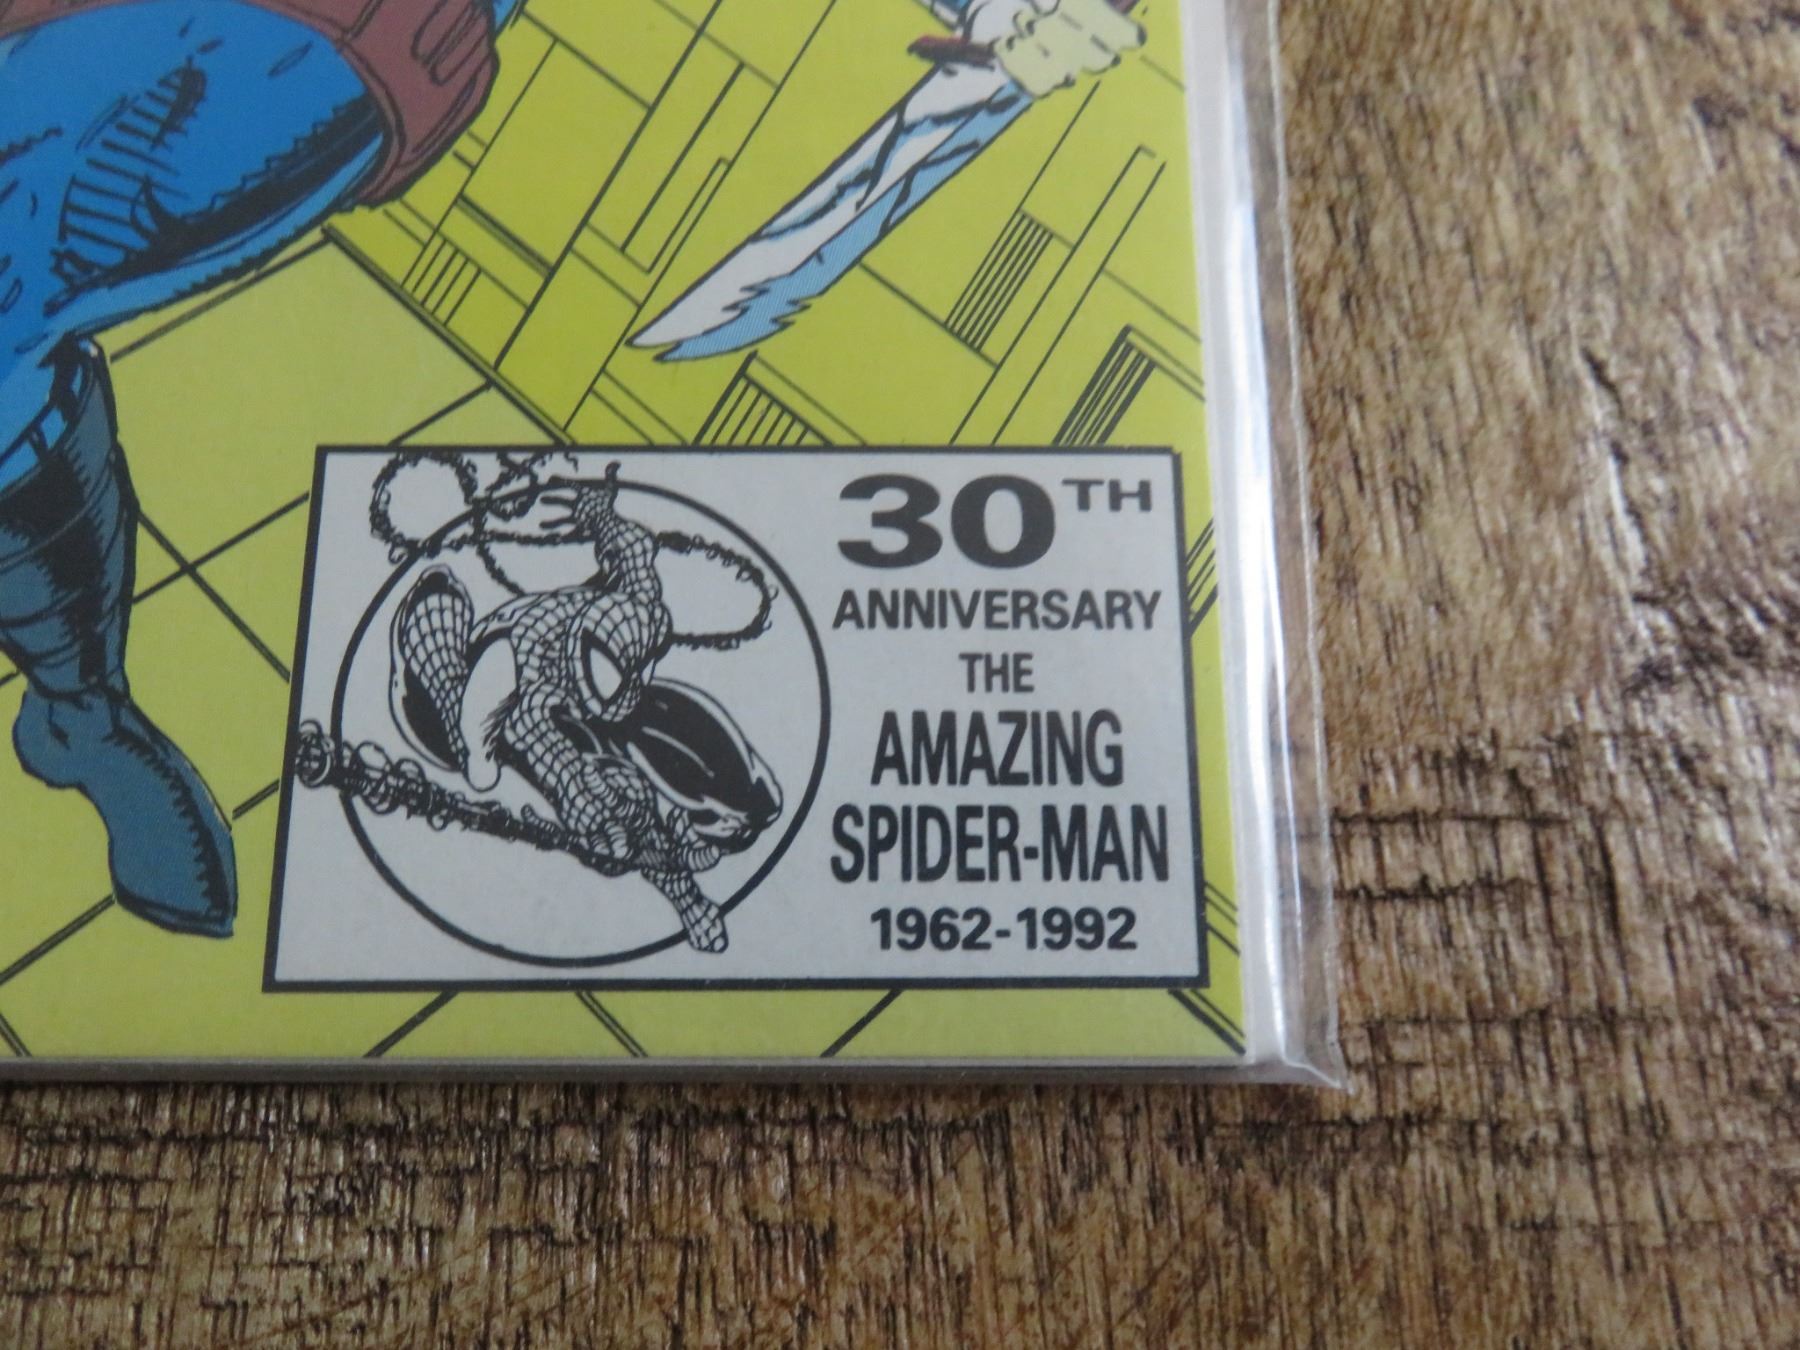 30TH
ANNIVERSARY
THE
AMAZING
SPIDER-MAN
1962-1992